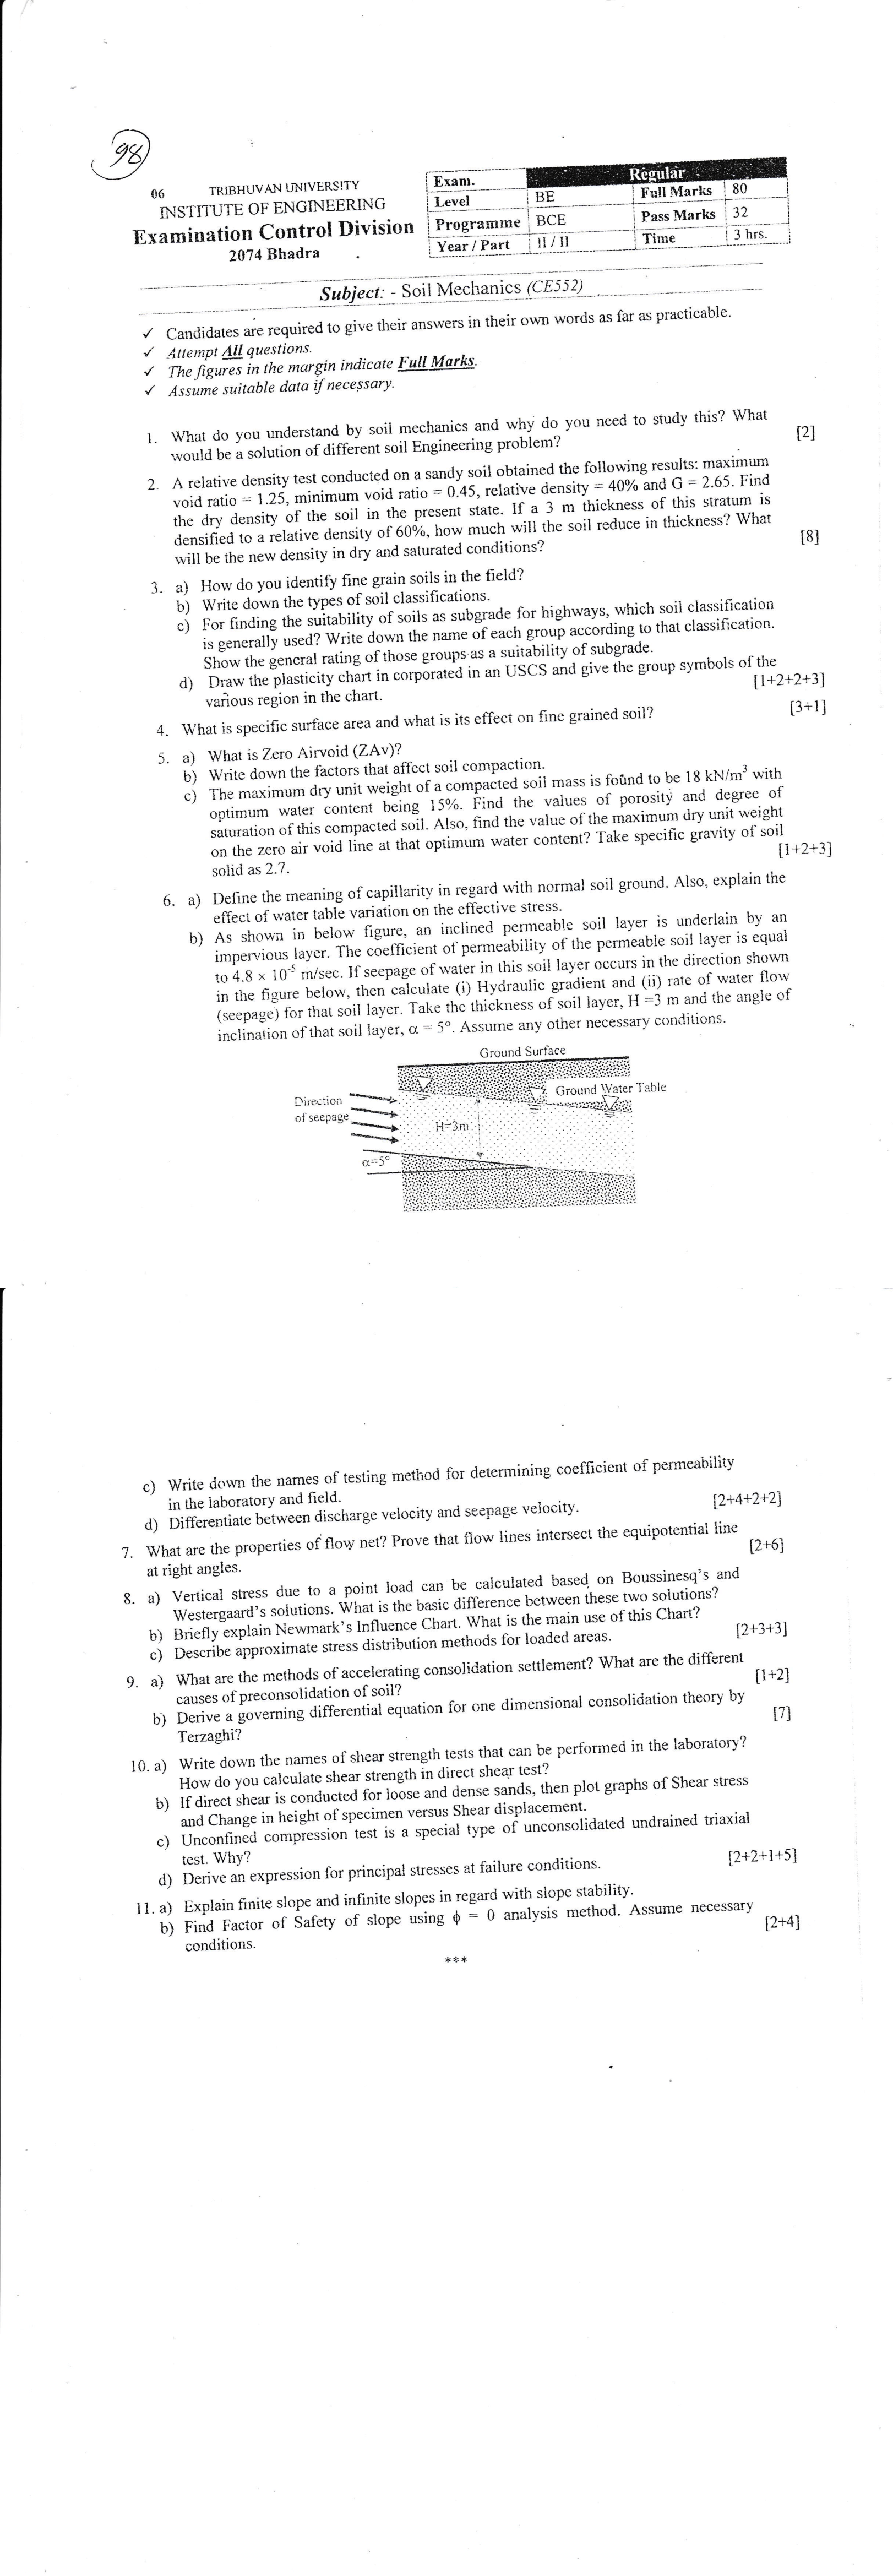 98
06 TRIBHUVAN UNIVERSITY
INSTITUTE OF ENGINEERING
Examination Control Division
2074 Bhadra
Exam. Regular
Level BE Full Marks 80
Programme BCE Pass Marks 32
Year / Part II / II Time 3 hrs.
Subject: - Soil Mechanics (CE552)
✓ Candidates are required to give their answers in their own words as far as practicable.
✓ Attempt All questions.
✓ The figures in the margin indicate Full Marks.
✓ Assume suitable data if necessary.
1. What do you understand by soil mechanics and why do you need to study this? What
would be a solution of different soil Engineering problem? [2]
2. A relative density test conducted on a sandy soil obtained the following results: maximum
void ratio = 1.25, minimum void ratio = 0.45, relative density = 40% and G = 2.65. Find
the dry density of the soil in the present state. If a 3 m thickness of this stratum is
densified to a relative density of 60%, how much will the soil reduce in thickness? What
will be the new density in dry and saturated conditions? [8]
3. a) How do you identify fine grain soils in the field?
b) Write down the types of soil classifications.
c) For finding the suitability of soils as subgrade for highways, which soil classification
is generally used? Write down the name of each group according to that classification.
Show the general rating of those groups as a suitability of subgrade.
d) Draw the plasticity chart in corporated in an USCS and give the group symbols of the
various region in the chart. [1+2+2+3]
4. What is specific surface area and what is its effect on fine grained soil? [3+1]
5. a) What is Zero Airvoid (ZAv)?
b) Write down the factors that affect soil compaction.
c) The maximum dry unit weight of a compacted soil mass is found to be 18 kN/m³ with
optimum water content being 15%. Find the values of porosity and degree of
saturation of this compacted soil. Also, find the value of the maximum dry unit weight
on the zero air void line at that optimum water content? Take specific gravity of soil
solid as 2.7. [1+2+3]
6. a) Define the meaning of capillarity in regard with normal soil ground. Also, explain the
effect of water table variation on the effective stress.
b) As shown in below figure, an inclined permeable soil layer is underlain by an
impervious layer. The coefficient of permeability of the permeable soil layer is equal
to 4.8 × 10⁻⁵ m/sec. If seepage of water in this soil layer occurs in the direction shown
in the figure below, then calculate (i) Hydraulic gradient and (ii) rate of water flow
(seepage) for that soil layer. Take the thickness of soil layer, H =3 m and the angle of
inclination of that soil layer, α = 5°. Assume any other necessary conditions.
Ground Surface
Ground Water Table
Direction
of seepage
H=3m
α=5°
c) Write down the names of testing method for determining coefficient of permeability
in the laboratory and field.
d) Differentiate between discharge velocity and seepage velocity. [2+4+2+2]
7. What are the properties of flow net? Prove that flow lines intersect the equipotential line
at right angles. [2+6]
8. a) Vertical stress due to a point load can be calculated based on Boussinesq's and
Westergaard's solutions. What is the basic difference between these two solutions?
b) Briefly explain Newmark's Influence Chart. What is the main use of this Chart?
c) Describe approximate stress distribution methods for loaded areas. [2+3+3]
9. a) What are the methods of accelerating consolidation settlement? What are the different
causes of preconsolidation of soil? [1+2]
b) Derive a governing differential equation for one dimensional consolidation theory by
Terzaghi? [7]
10. a) Write down the names of shear strength tests that can be performed in the laboratory?
How do you calculate shear strength in direct shear test?
b) If direct shear is conducted for loose and dense sands, then plot graphs of Shear stress
and Change in height of specimen versus Shear displacement.
c) Unconfined compression test is a special type of unconsolidated undrained triaxial
test. Why?
d) Derive an expression for principal stresses at failure conditions. [2+2+1+5]
11. a) Explain finite slope and infinite slopes in regard with slope stability.
b) Find Factor of Safety of slope using ϕ = 0 analysis method. Assume necessary
conditions. [2+4]
***